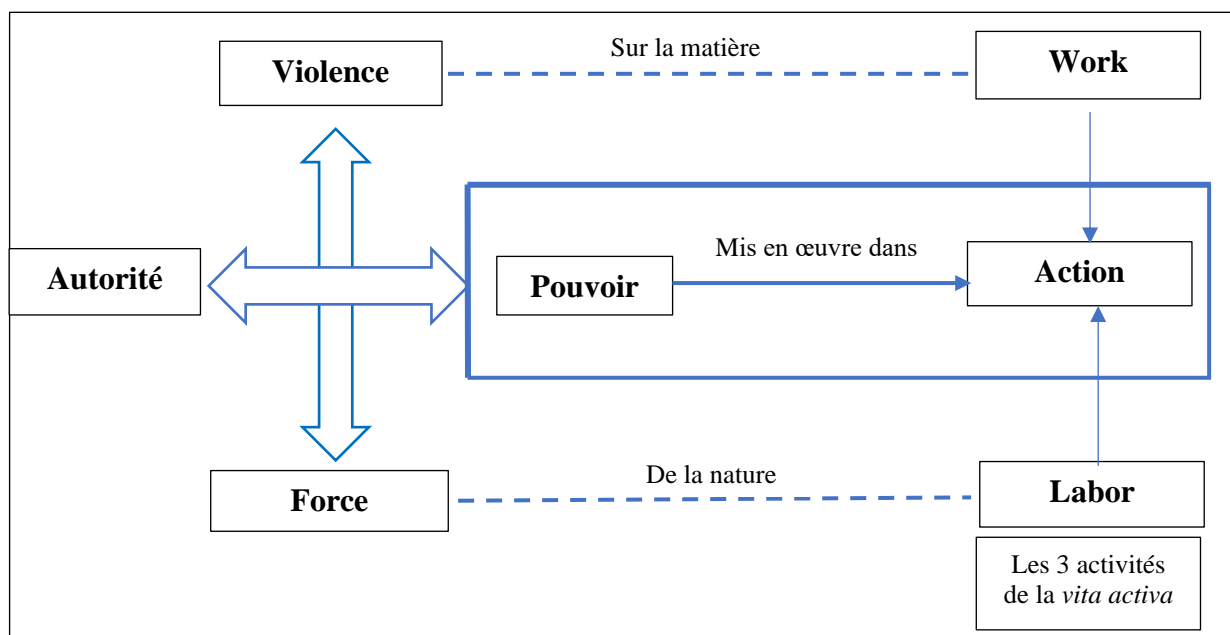 Sur la matière
Violence
Work
Mis en œuvre dans
Autorité
Pouvoir
Action
De la nature
Force
Labor
Les 3 activités
de la vita activa